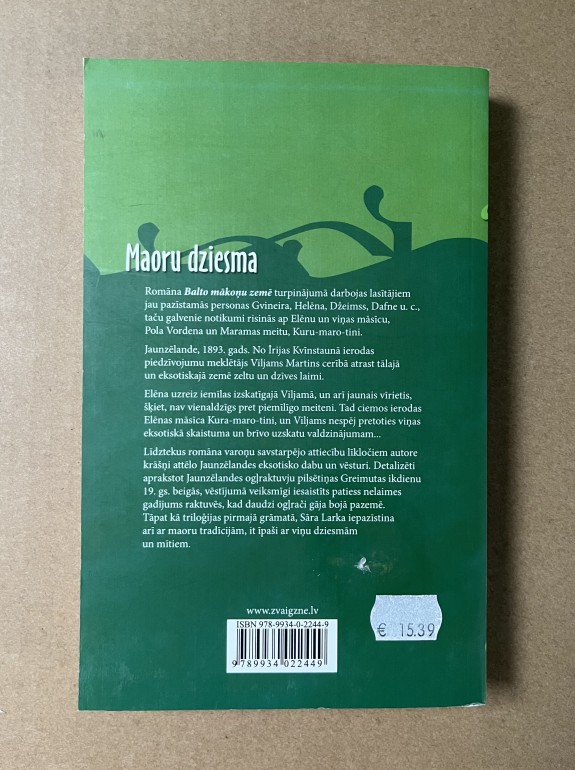 Maoru dziesma
Romāna Balto mākoņu zemē turpinājumā darbojas lasītājiem
jau pazīstamās personas Gvineira, Helēna, Džeimss, Dafne u. c.,
taču galvenie notikumi risinās ap Elēnu un viņas māsīcu,
Pola Vordena un Maramas meitu, Kuru-maro-tini.
Jaunzēlande, 1893. gads. No Īrijas Kvīnstaunā ierodas
piedzīvojumu meklētājs Viljams Martins cerībā atrast tālajā
un eksotiskajā zemē zeltu un dzīves laimi.
Elēna uzreiz iemīlas izskatīgajā Viljamā, un arī jaunais vīrietis,
šķiet, nav vienaldzīgs pret piemīlīgo meiteni. Tad ciemos ierodas
Elēnas māsīca Kura-maro-tini, un Viljams nespēj pretoties viņas
eksotiskā skaistuma un brīvo uzskatu valdzinājumam...
Līdztekus romāna varoņu savstarpējo attiecību līkločiem autore
krāšņi attēlo Jaunzēlandes eksotisko dabu un vēsturi. Detalizēti
aprakstot Jaunzēlandes ogļraktuvju pilsētiņas Greimutas ikdienu
19. gs. beigās, vēstījumā veiksmīgi iesaistīts patiess nelaimes
gadījums raktuvēs, kad daudzi ogļrači gāja bojā pazemē.
Tāpat kā triloģijas pirmajā grāmatā, Sāra Larka iepazīstina
arī ar maoru tradīcijām, it īpaši ar viņu dziesmām
un mītiem.
www.zvaigzne.lv
ISBN 978-9934-0-2244-9
9 789934 022449
€ 15.39